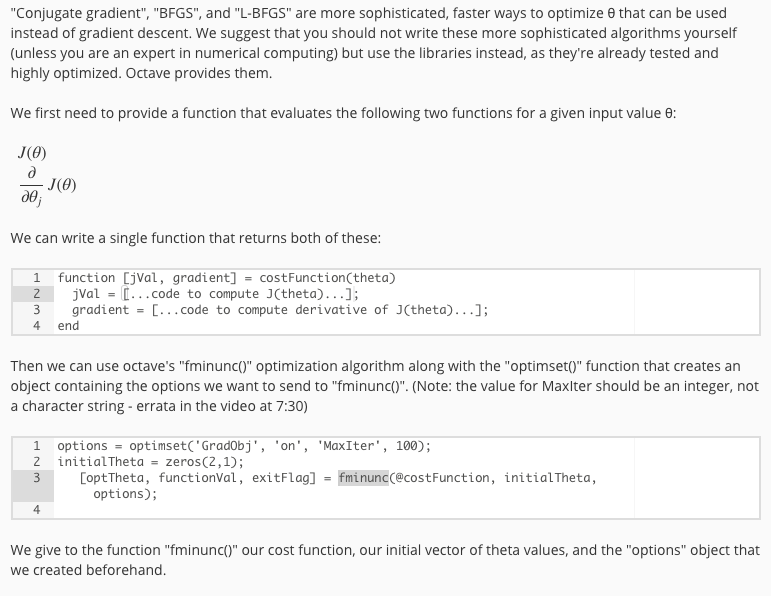 "Conjugate gradient", "BFGS", and "L-BFGS" are more sophisticated, faster ways to optimize θ that can be used
instead of gradient descent. We suggest that you should not write these more sophisticated algorithms yourself
(unless you are an expert in numerical computing) but use the libraries instead, as they're already tested and
highly optimized. Octave provides them.
We first need to provide a function that evaluates the following two functions for a given input value θ:
J(θ)
∂
∂θj
J(θ)
We can write a single function that returns both of these:
1 function [jVal, gradient] = costFunction(theta)
2 jVal = [...code to compute J(theta)...];
3 gradient = [...code to compute derivative of J(theta)...];
4 end
Then we can use octave's "fminunc()" optimization algorithm along with the "optimset()" function that creates an
object containing the options we want to send to "fminunc()". (Note: the value for MaxIter should be an integer, not
a character string - errata in the video at 7:30)
1 options = optimset('GradObj', 'on', 'MaxIter', 100);
2 initialTheta = zeros(2,1);
3 [optTheta, functionVal, exitFlag] = fminunc(@costFunction, initialTheta,
options);
4
We give to the function "fminunc()" our cost function, our initial vector of theta values, and the "options" object that
we created beforehand.